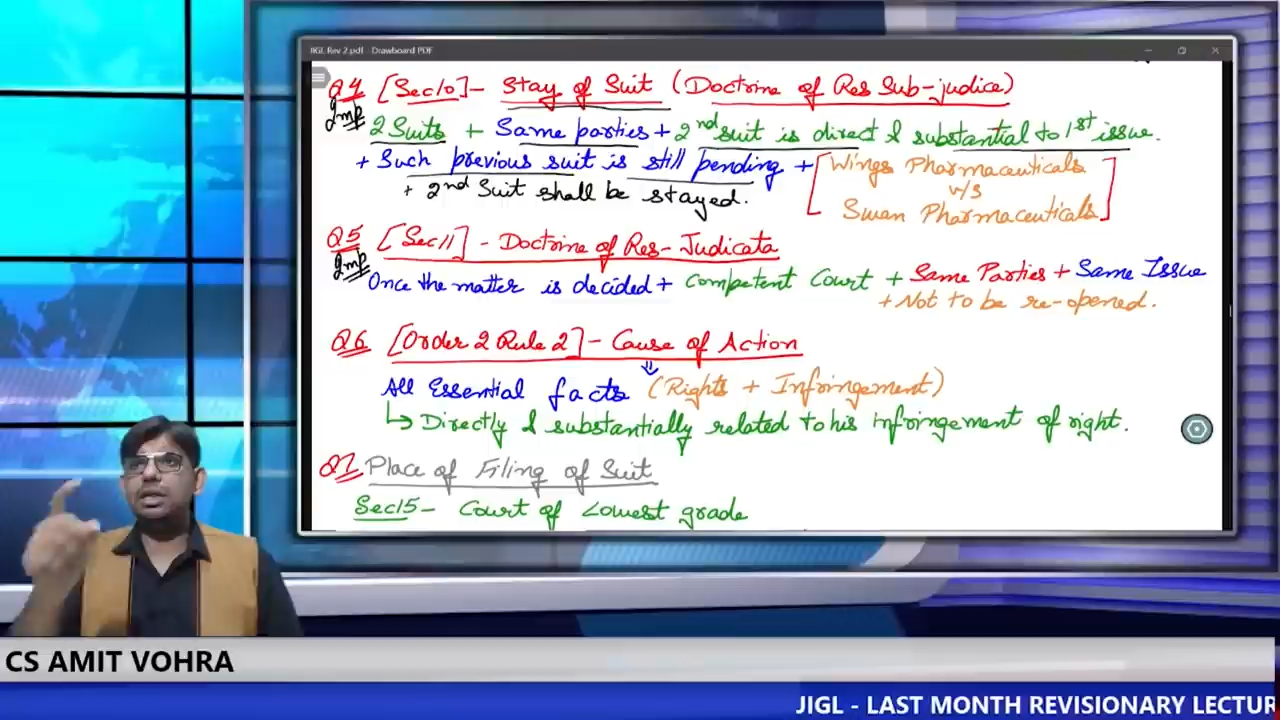 JIGL Rev 2.pdf - Drawboard PDF
Q4 [Sec10] - Stay of Suit (Doctrine of Res Sub-judice)
Imp
2 Suits + Same parties + 2nd suit is direct & substantial to 1st issue.
+ Such previous suit is still pending + [Wings Pharmaceuticals
v/s
+ 2nd Suit shall be stayed. Swan Pharmaceuticals]
Q5 [Sec11] - Doctrine of Res-Judicata
Imp
Once the matter is decided + Competent Court + Same Parties + Same Issue
+ Not to be re-opened.
Q6 [Order 2 Rule 2] - Cause of Action
All Essential facts (Rights + Infringement)
↳ Directly & substantially related to his infringement of right.
Q7 Place of Filing of Suit
Sec15 - Court of Lowest grade
CS AMIT VOHRA
JIGL - LAST MONTH REVISIONARY LECTUR